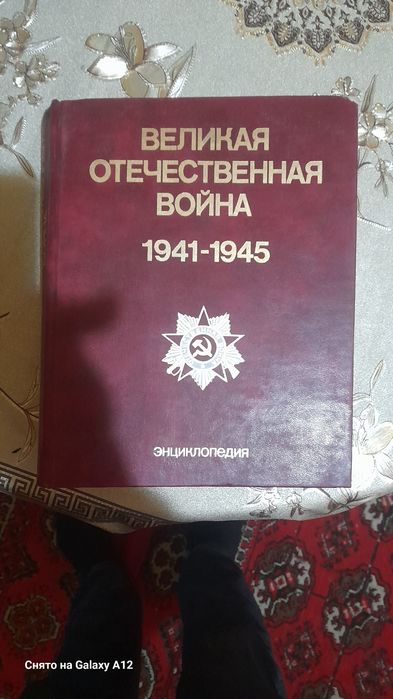 ВЕЛИКАЯ
ОТЕЧЕСТВЕННАЯ
ВОЙНА
1941-1945
ЭНЦИКЛОПЕДИЯ
Снято на Galaxy A12